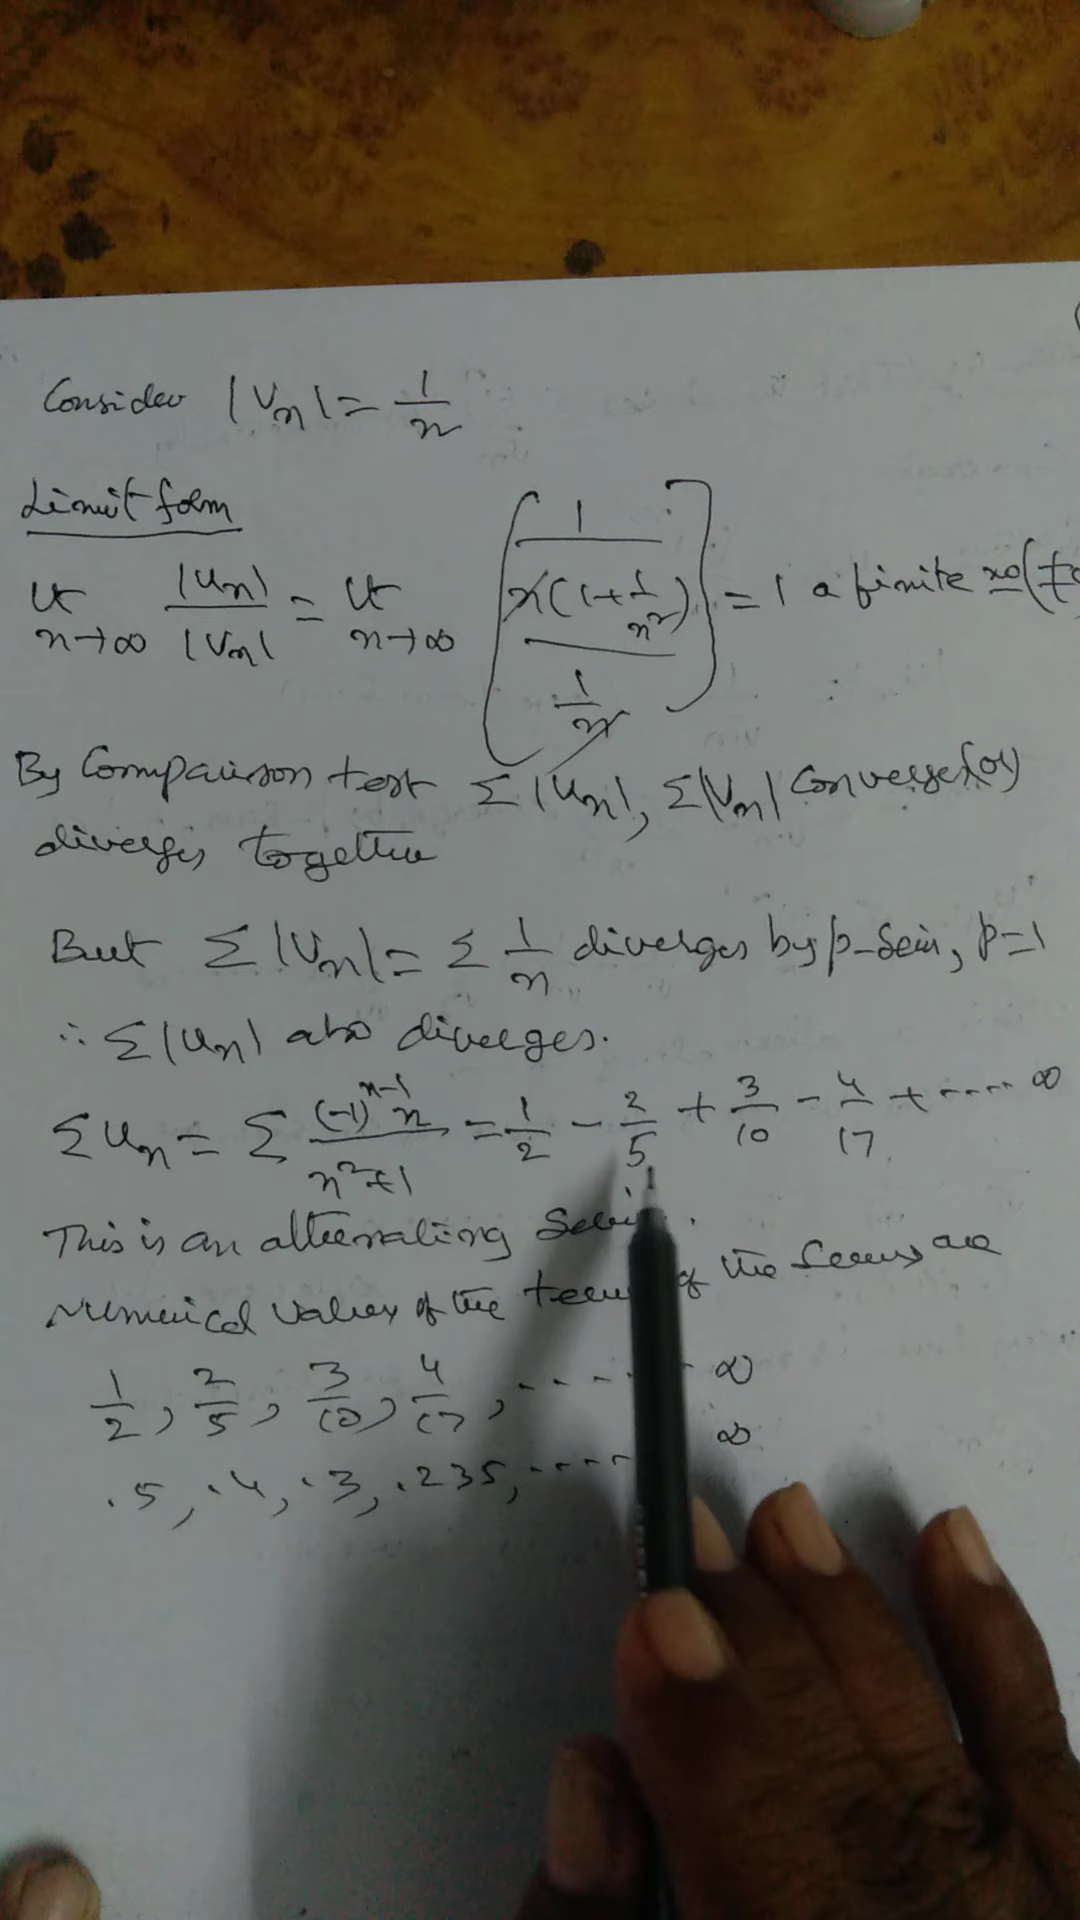 Consider |Vn| = 1/n
Limit form
Lt n→∞ |Un|/|Vn| = Lt n→∞ [ (1/(n(1+1/n²))) / (1/n) ] = 1 a finite no (≠0
By Comparison test Σ|Un|, Σ|Vn| Converges (or)
diverges together
But Σ|Vn| = Σ 1/n diverges by p-series, p=1
∴ Σ|Un| also diverges.
ΣUn = Σ (-1)^(n-1) n / (n²+1) = 1/2 - 2/5 + 3/10 - 4/17 + ---- ∞
This is an alternating Series.
Numerical values of the terms of the series are
1/2, 2/5, 3/10, 4/17, ---- ∞
.5, .4, .3, .235, ---- ∞